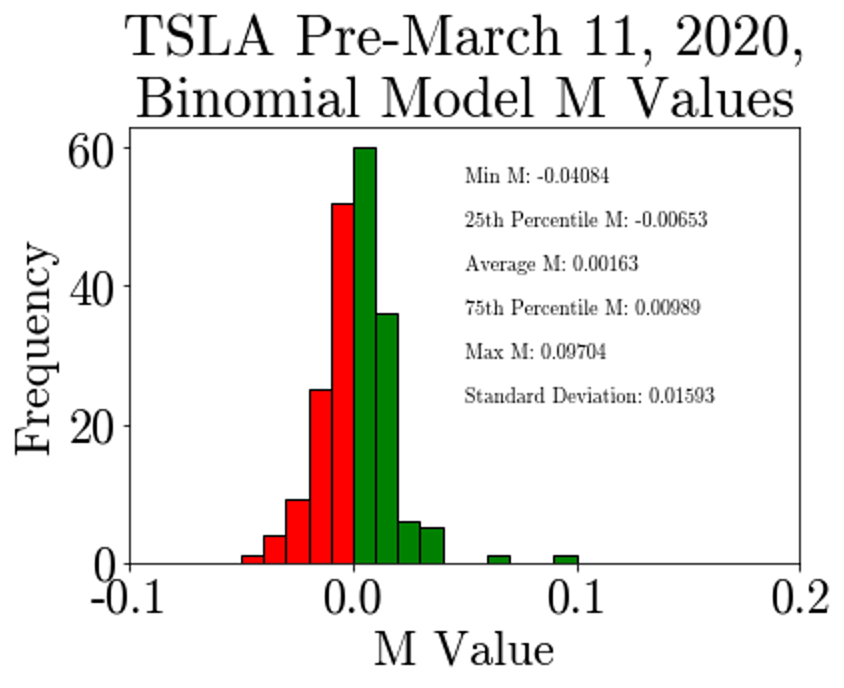 TSLA Pre-March 11, 2020,
Binomial Model M Values
60
40
20
0
Frequency
Min M: -0.04084
25th Percentile M: -0.00653
Average M: 0.00163
75th Percentile M: 0.00989
Max M: 0.09704
Standard Deviation: 0.01593
-0.1 0.0 0.1 0.2
M Value